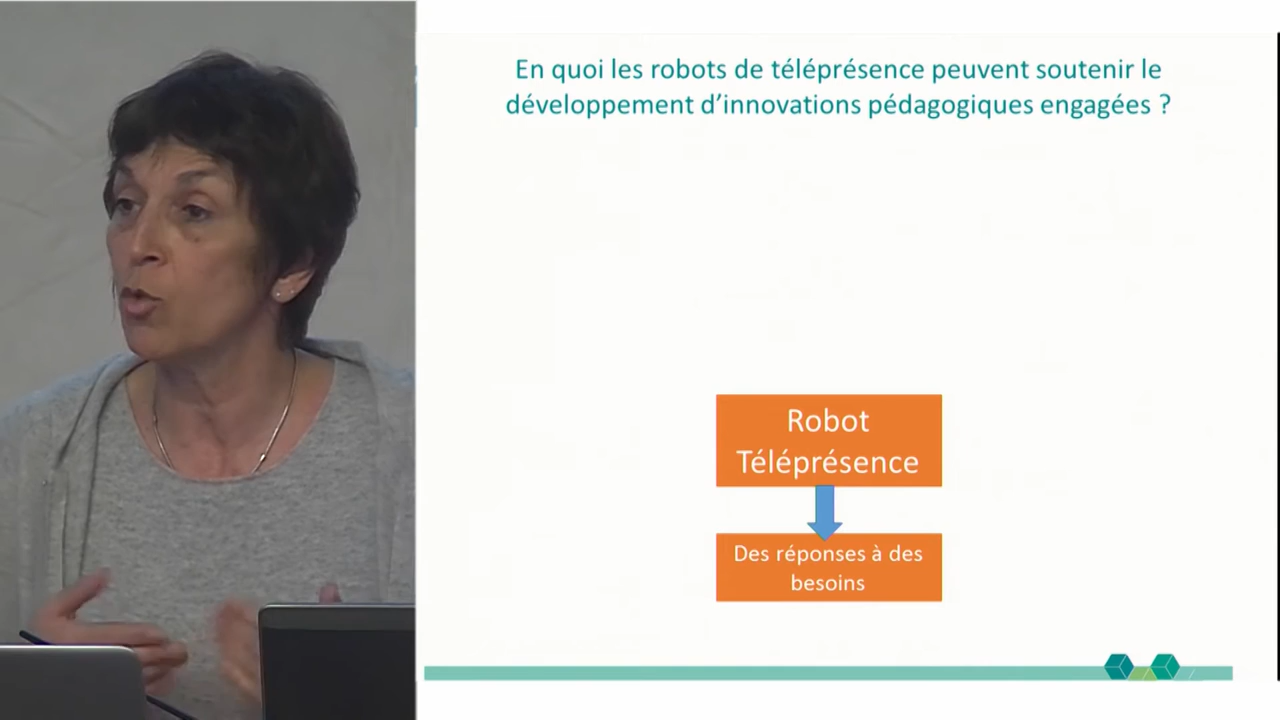 En quoi les robots de téléprésence peuvent soutenir le
développement d’innovations pédagogiques engagées ?
Robot
Téléprésence
Des réponses à des
besoins